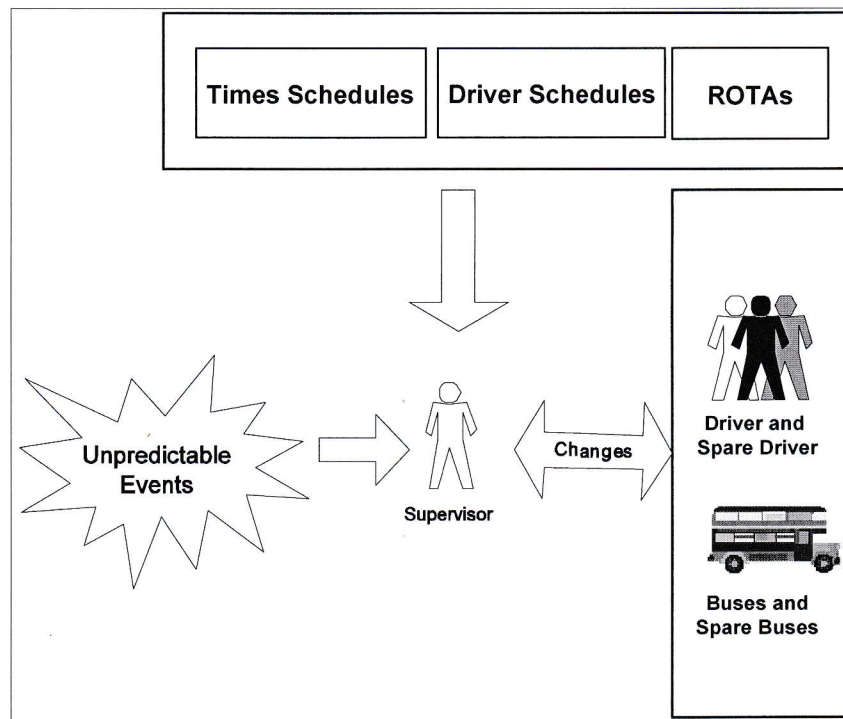 Times Schedules
Driver Schedules
ROTAs
Unpredictable
Events
Supervisor
Changes
Driver and
Spare Driver
Buses and
Spare Buses